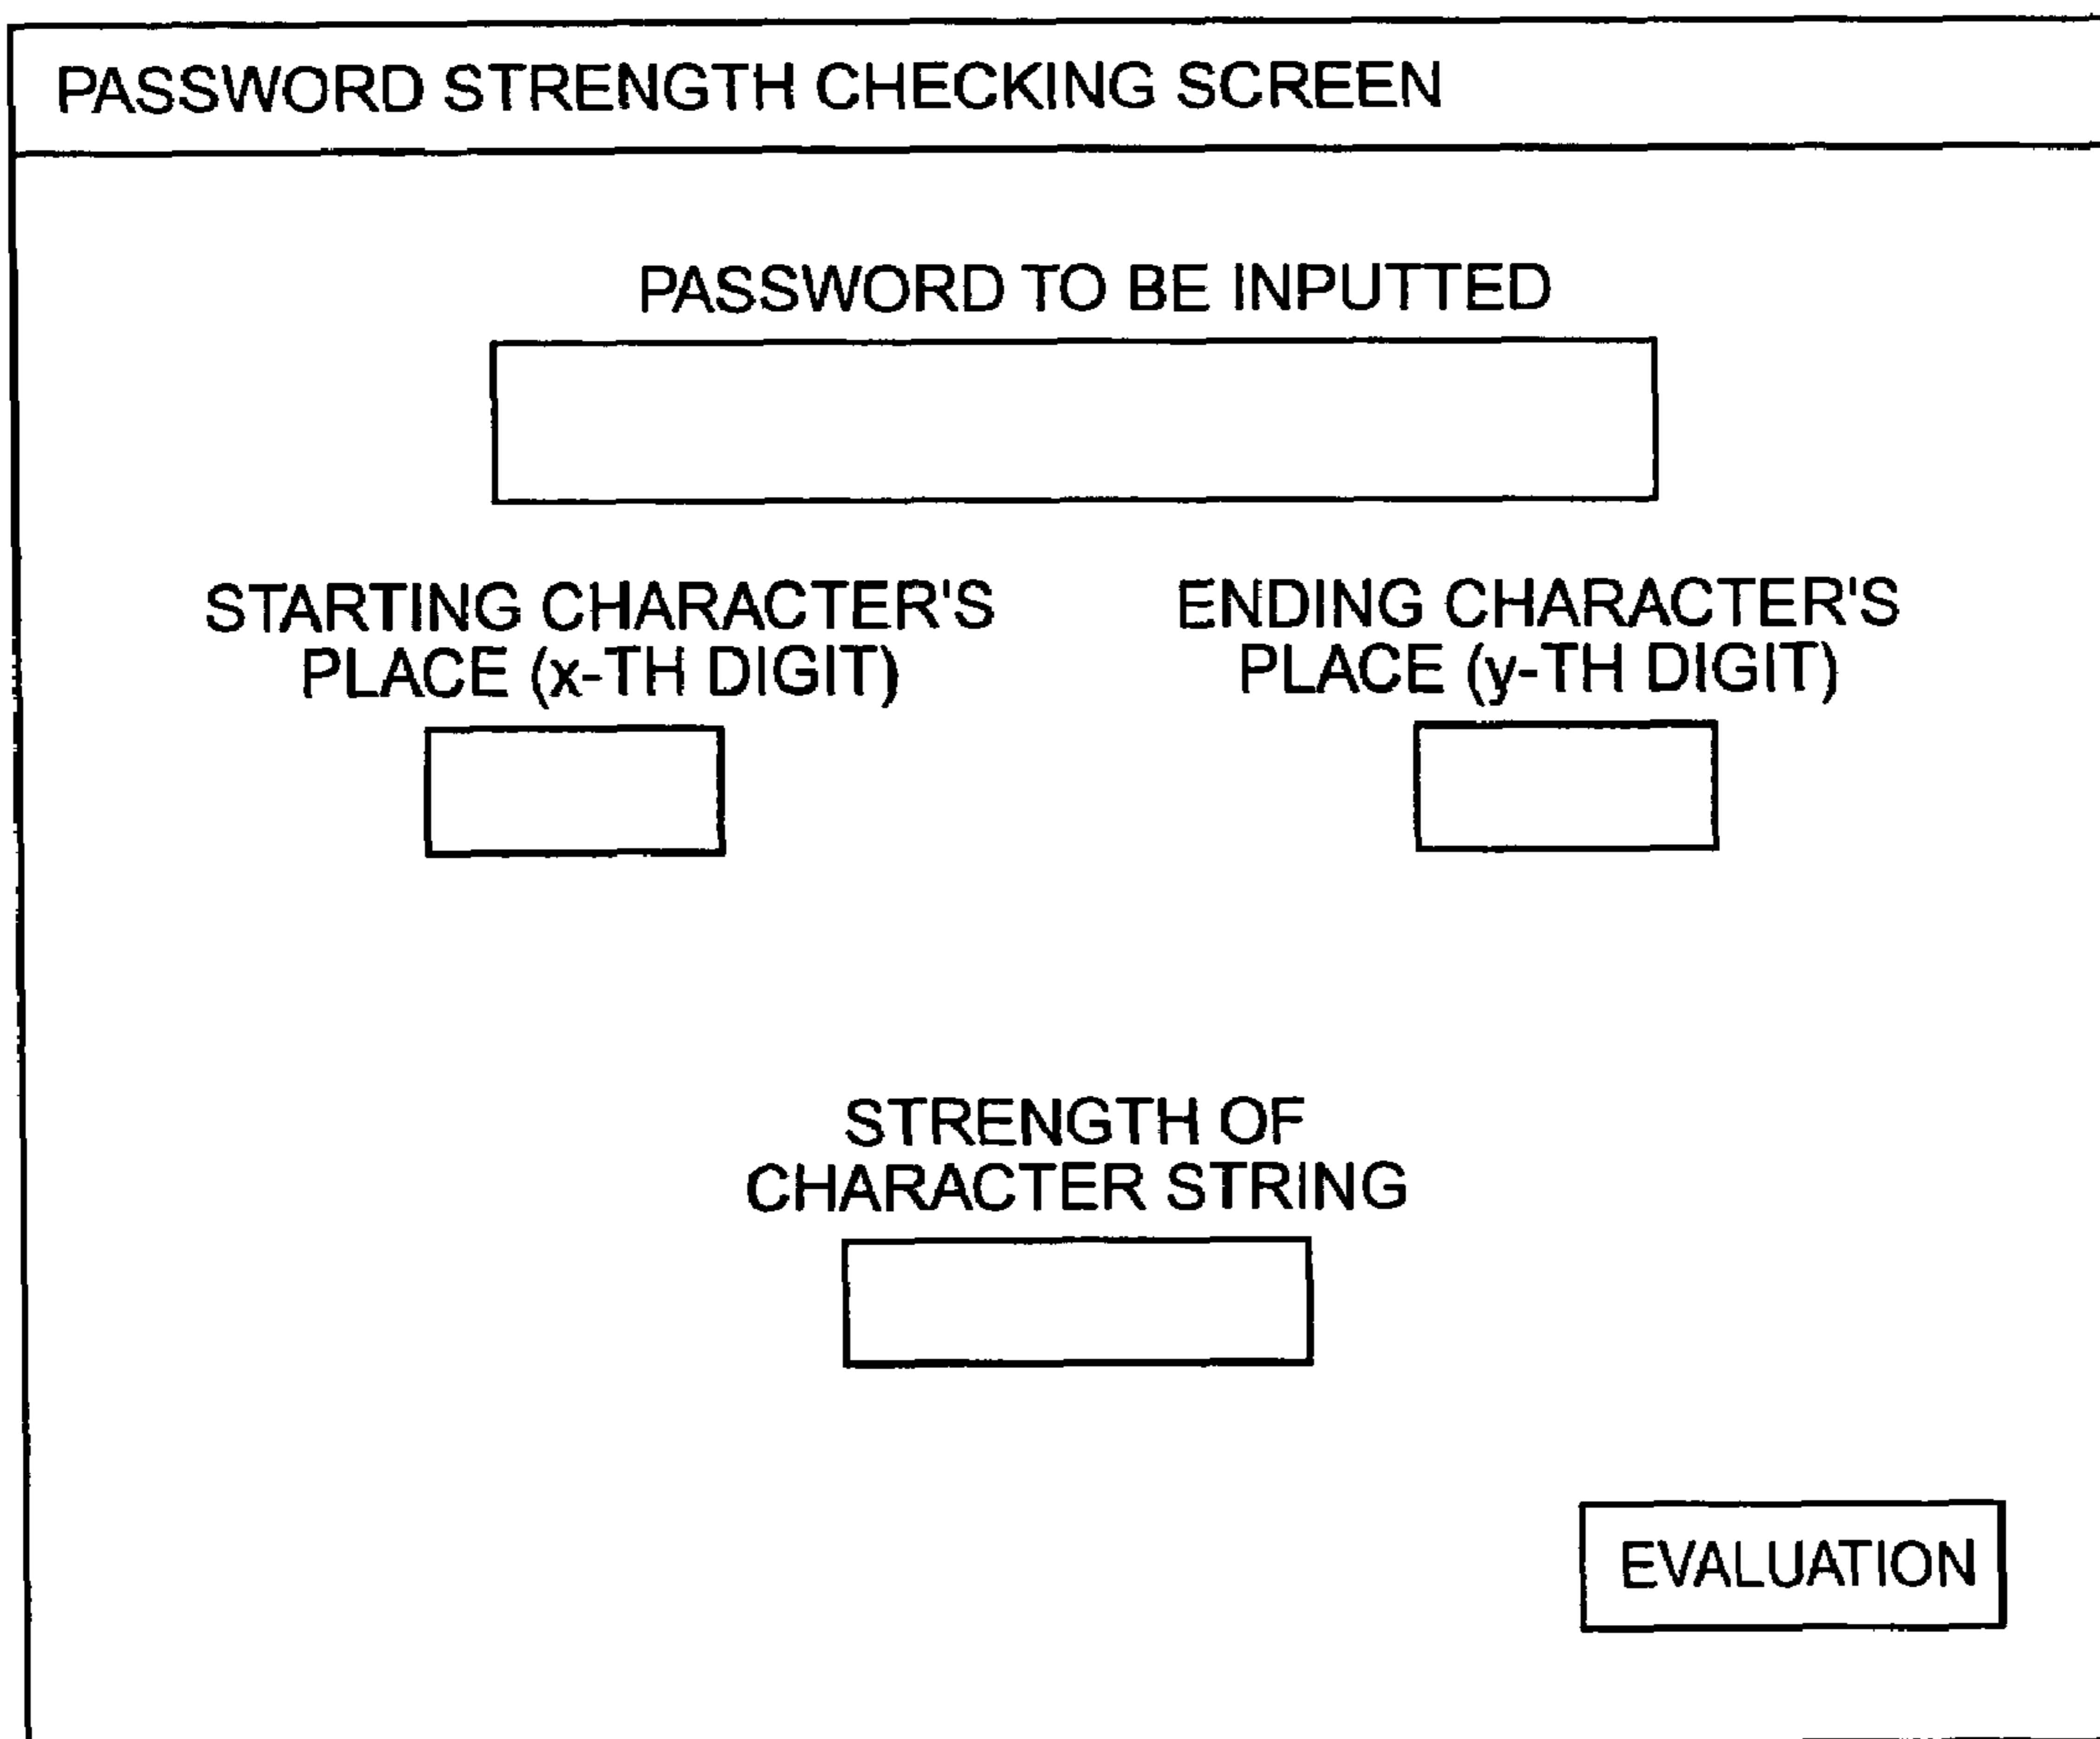 PASSWORD STRENGTH CHECKING SCREEN
PASSWORD TO BE INPUTTED
STARTING CHARACTER'S
PLACE (x-TH DIGIT)
ENDING CHARACTER'S
PLACE (y-TH DIGIT)
STRENGTH OF
CHARACTER STRING
EVALUATION